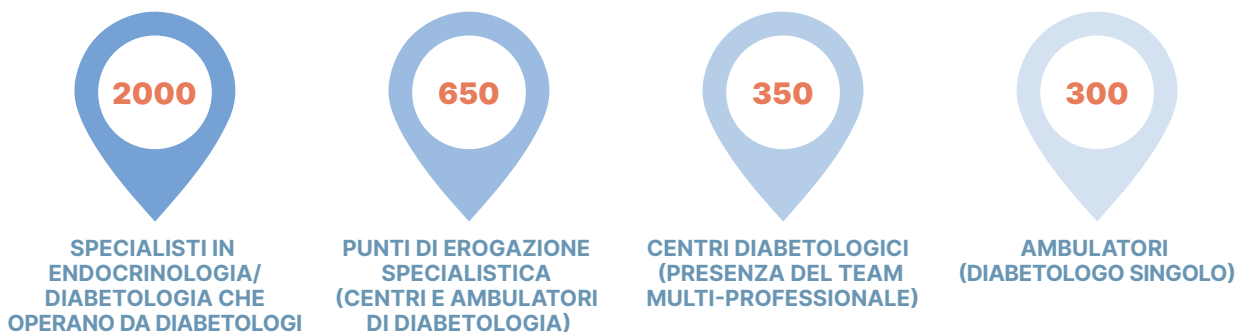 2000
SPECIALISTI IN
ENDOCRINOLOGIA/
DIABETOLOGIA CHE
OPERANO DA DIABETOLOGI
650
PUNTI DI EROGAZIONE
SPECIALISTICA
(CENTRI E AMBULATORI
DI DIABETOLOGIA)
350
CENTRI DIABETOLOGICI
(PRESENZA DEL TEAM
MULTI-PROFESSIONALE)
300
AMBULATORI
(DIABETOLOGO SINGOLO)